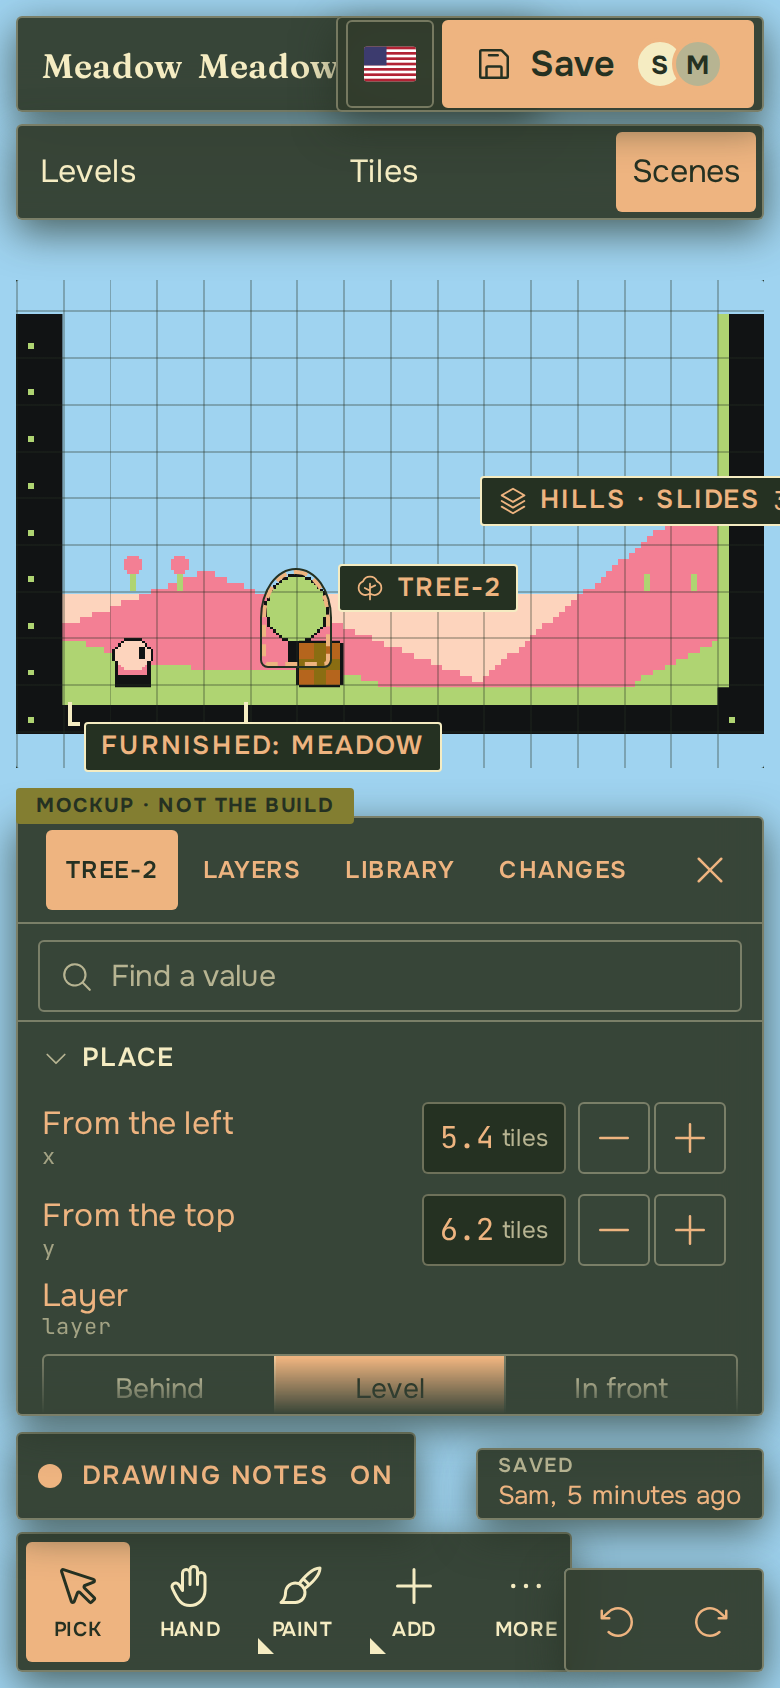 Meadow Meadow
Save S M
Levels Tiles Scenes
HILLS · SLIDES
TREE-2
FURNISHED: MEADOW
MOCKUP · NOT THE BUILD
TREE-2 LAYERS LIBRARY CHANGES
Find a value
PLACE
From the left
x
5.4 tiles
From the top
y
6.2 tiles
Layer
layer
Behind Level In front
DRAWING NOTES ON
SAVED
Sam, 5 minutes ago
PICK HAND PAINT ADD MORE